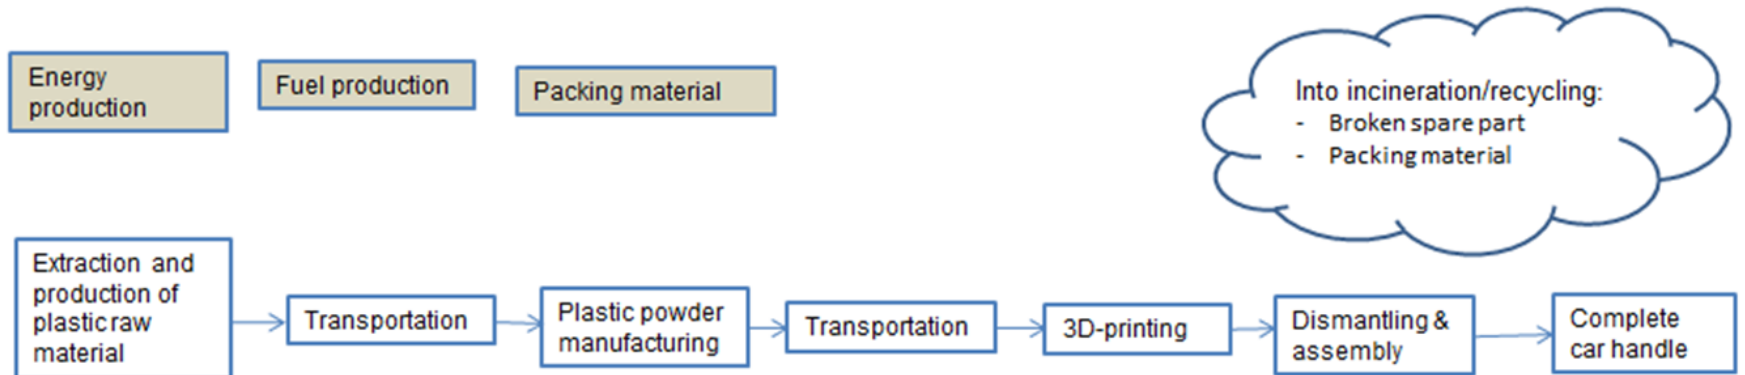 Energy
production
Fuel production
Packing material
Into incineration/recycling:
- Broken spare part
- Packing material
Extraction and
production of
plastic raw
material
Transportation
Plastic powder
manufacturing
Transportation
3D-printing
Dismantling &
assembly
Complete
car handle